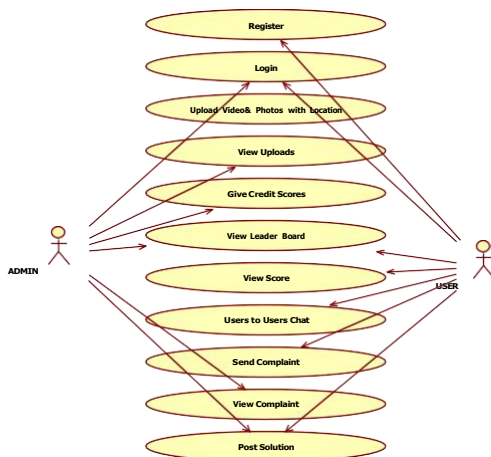 Register
Login
Upload Video& Photos with Location
View Uploads
Give Credit Scores
View Leader Board
ADMIN
View Score
USER
Users to Users Chat
Send Complaint
View Complaint
Post Solution